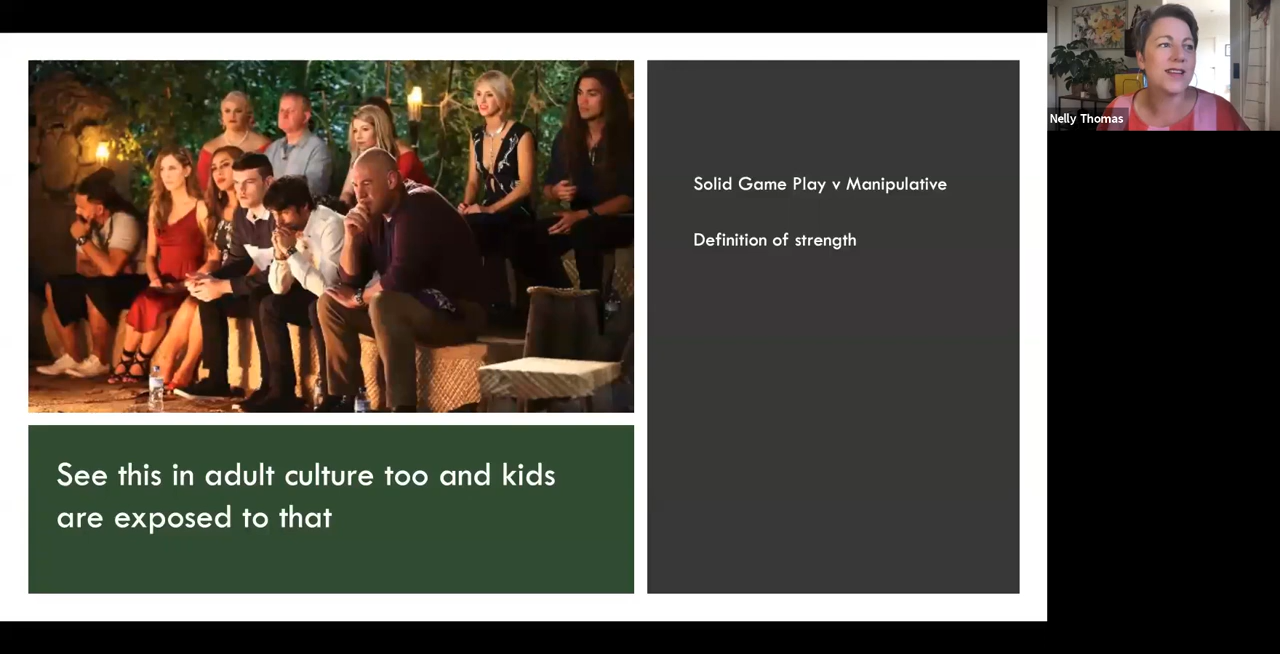 Nelly Thomas
Solid Game Play v Manipulative
Definition of strength
See this in adult culture too and kids
are exposed to that